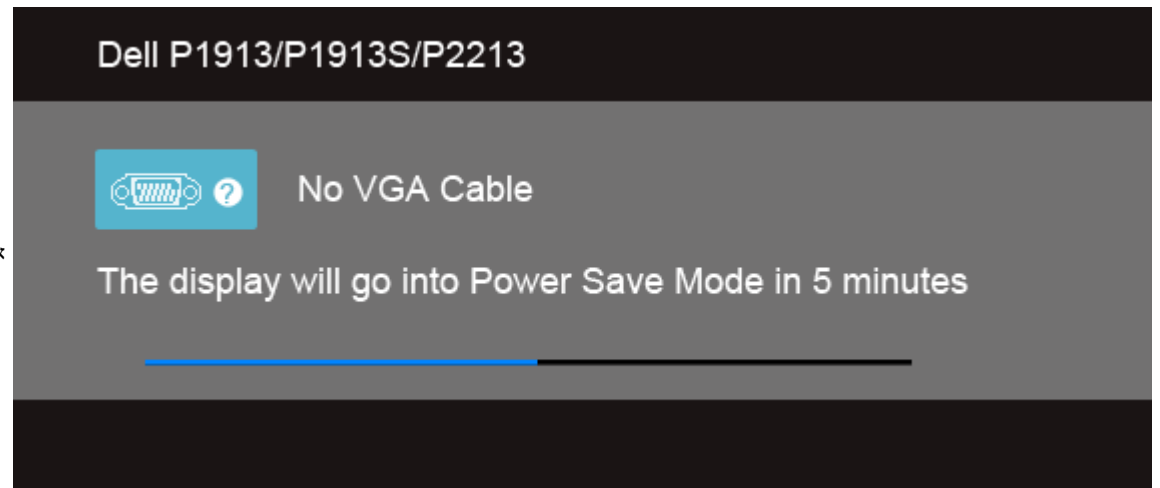 Dell P1913/P1913S/P2213
? No VGA Cable
The display will go into Power Save Mode in 5 minutes